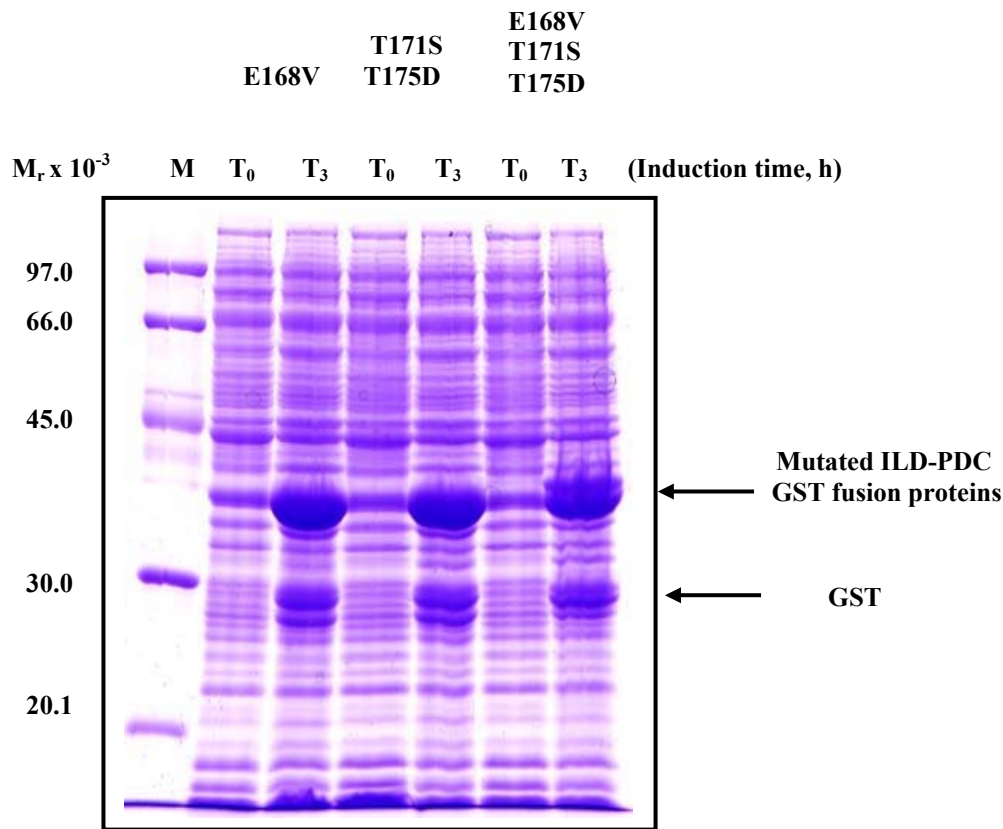 E168V
T171S
T175D
E168V
T171S
T175D
Mᵣ x 10⁻³ M T₀ T₃ T₀ T₃ T₀ T₃ (Induction time, h)
97.0
66.0
45.0
30.0
20.1
Mutated ILD-PDC
GST fusion proteins
GST